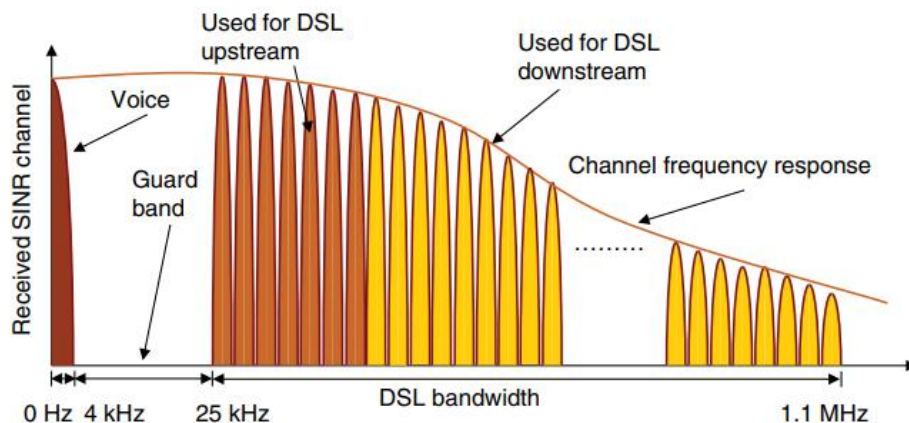 Used for DSL
upstream
Used for DSL
downstream
Voice
Channel frequency response
Guard
band
Received SINR channel
DSL bandwidth
0 Hz 4 kHz 25 kHz 1.1 MHz